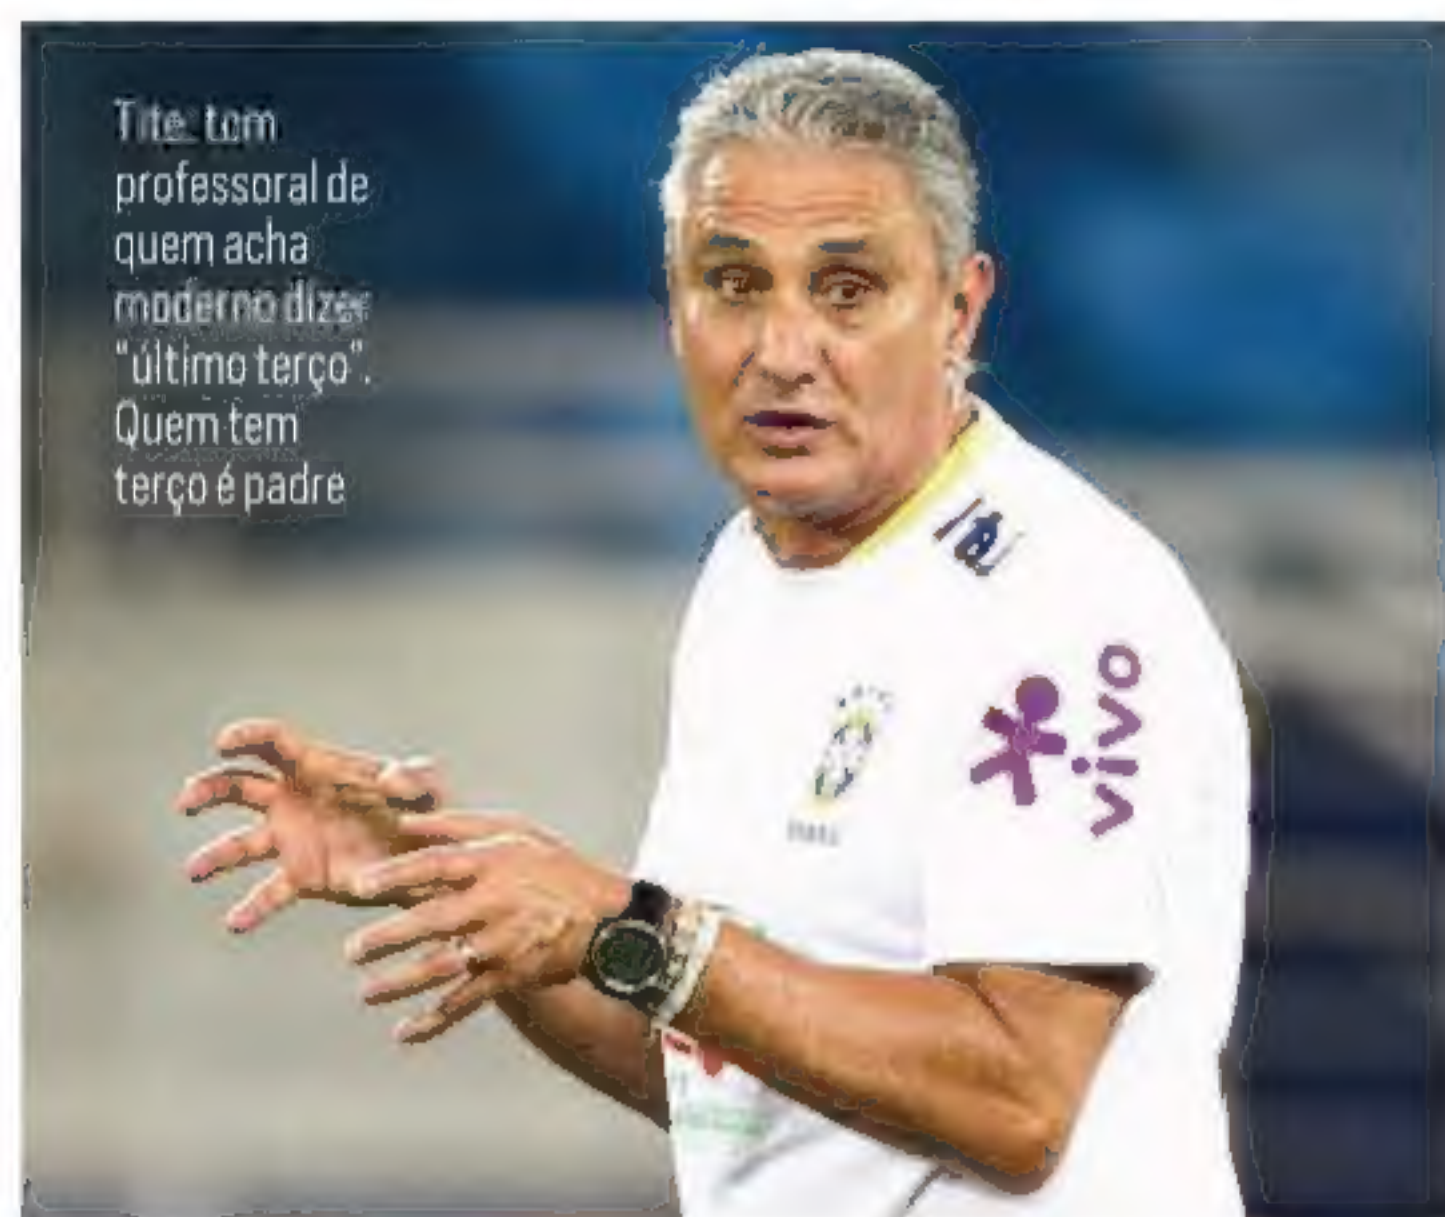 Tite: tom
professoral de
quem acha
moderno dizer
“último terço”.
Quem tem
terço é padre
vivo